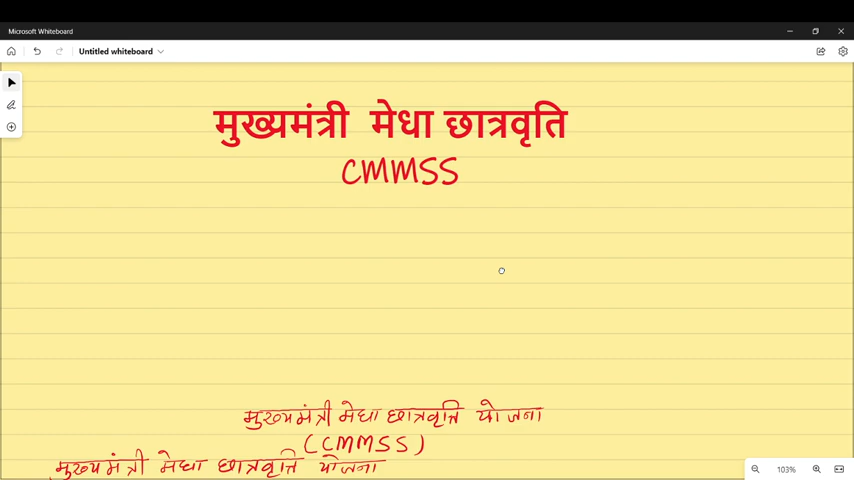 Microsoft Whiteboard
Untitled whiteboard
मुख्यमंत्री मेधा छात्रवृति
CMMSS
मुख्यमंत्री मेधा छात्रवृत्ति योजना
(CMMSS)
मुख्यमंत्री मेधा छात्रवृत्ति योजना
103%